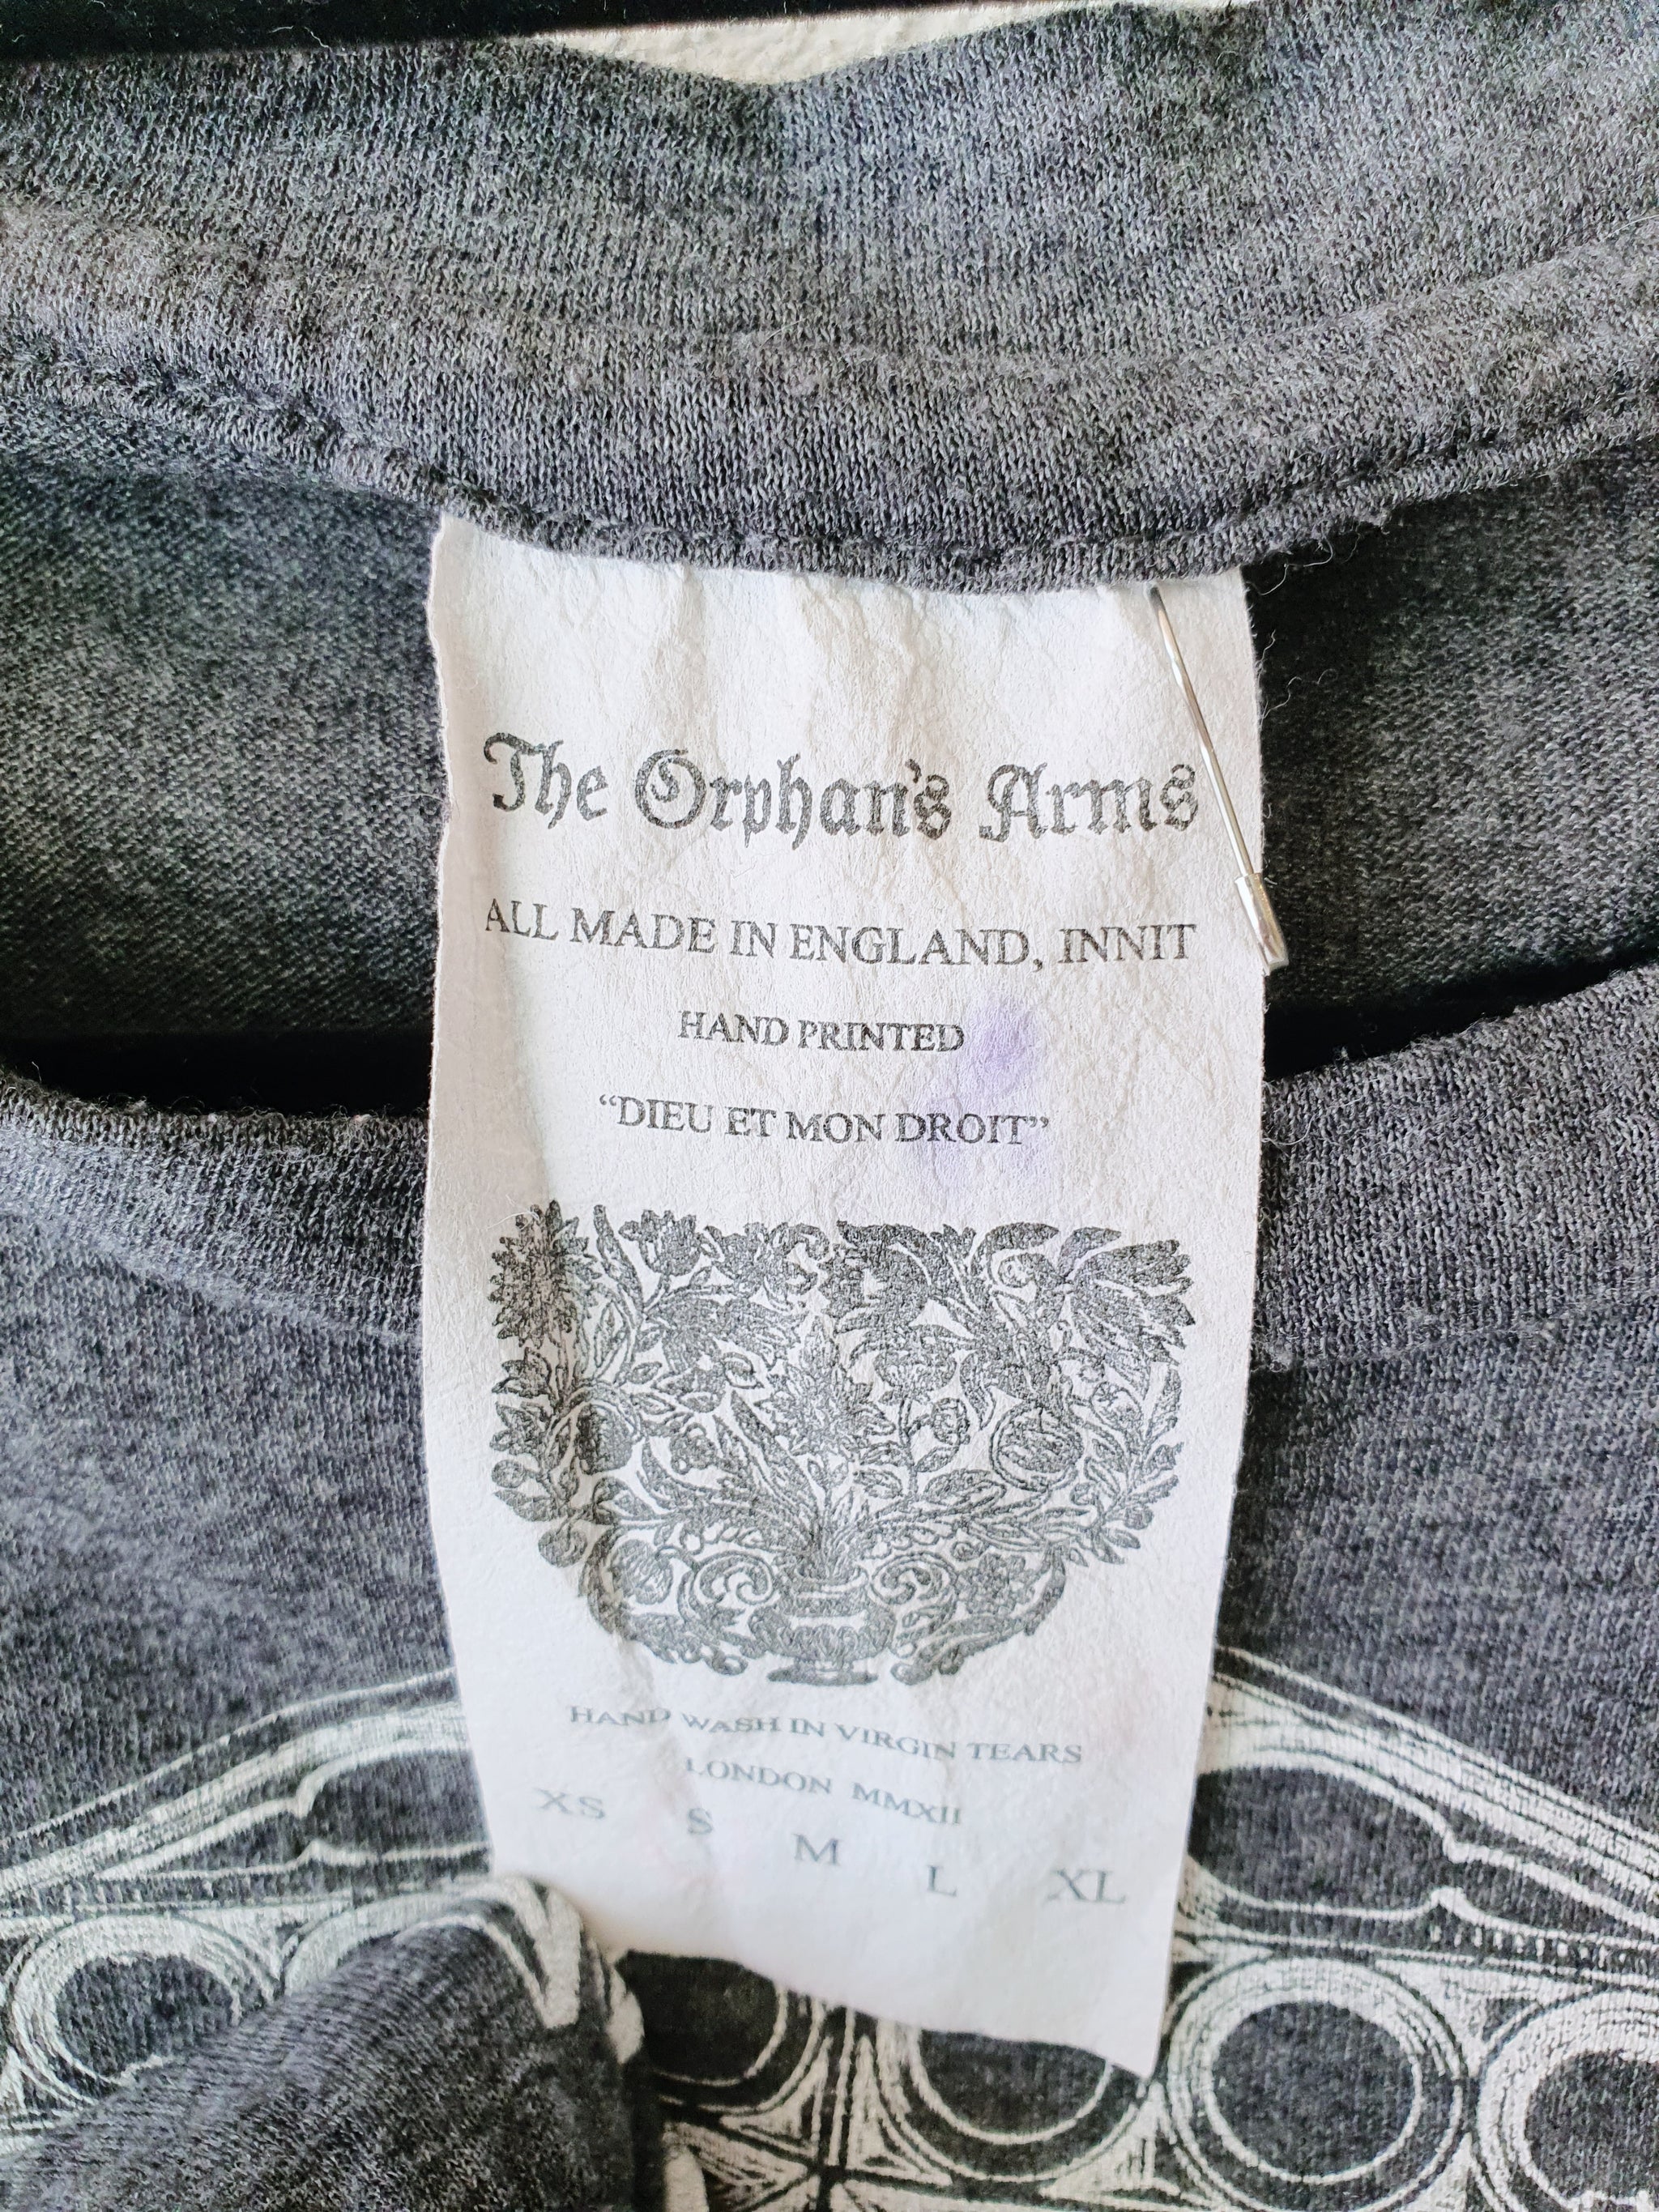 The Orphan's Arms
ALL MADE IN ENGLAND, INNIT
HAND PRINTED
“DIEU ET MON DROIT”
HAND WASH IN VIRGIN TEARS
LONDON MMXII
XS S M L XL